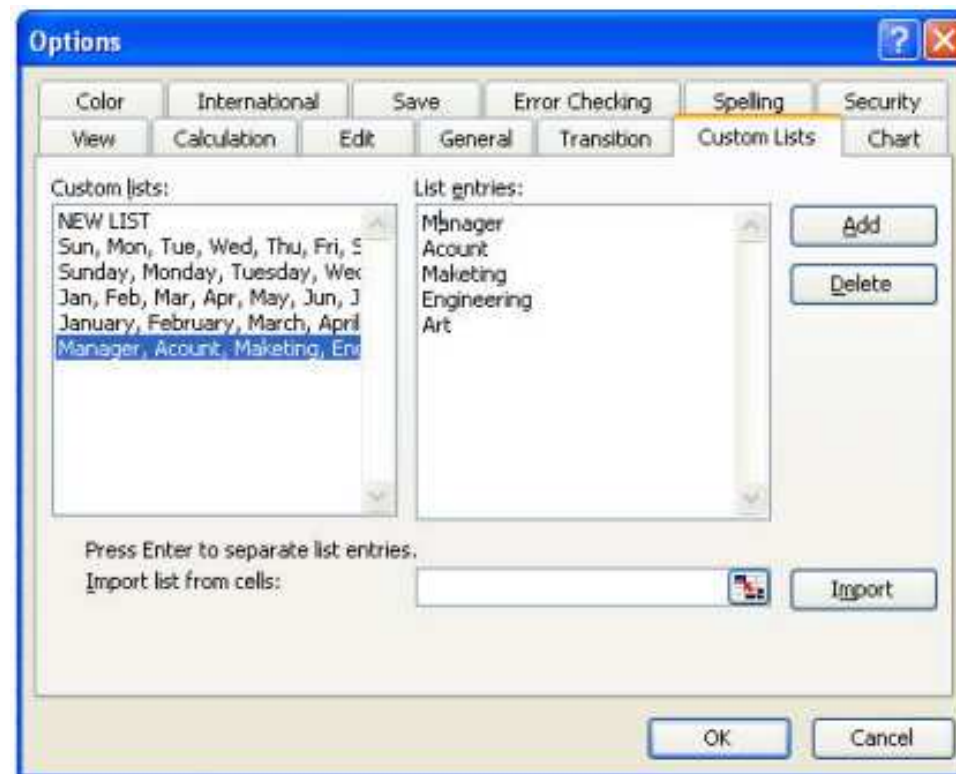 Options
Color International Save Error Checking Spelling Security
View Calculation Edit General Transition Custom Lists Chart
Custom lists:
NEW LIST
Sun, Mon, Tue, Wed, Thu, Fri, S
Sunday, Monday, Tuesday, Wed
Jan, Feb, Mar, Apr, May, Jun, J
January, February, March, April
Manager, Acount, Maketing, Eng
List entries:
Manager
Acount
Maketing
Engineering
Art
Add
Delete
Press Enter to separate list entries.
Import list from cells:
Import
OK Cancel